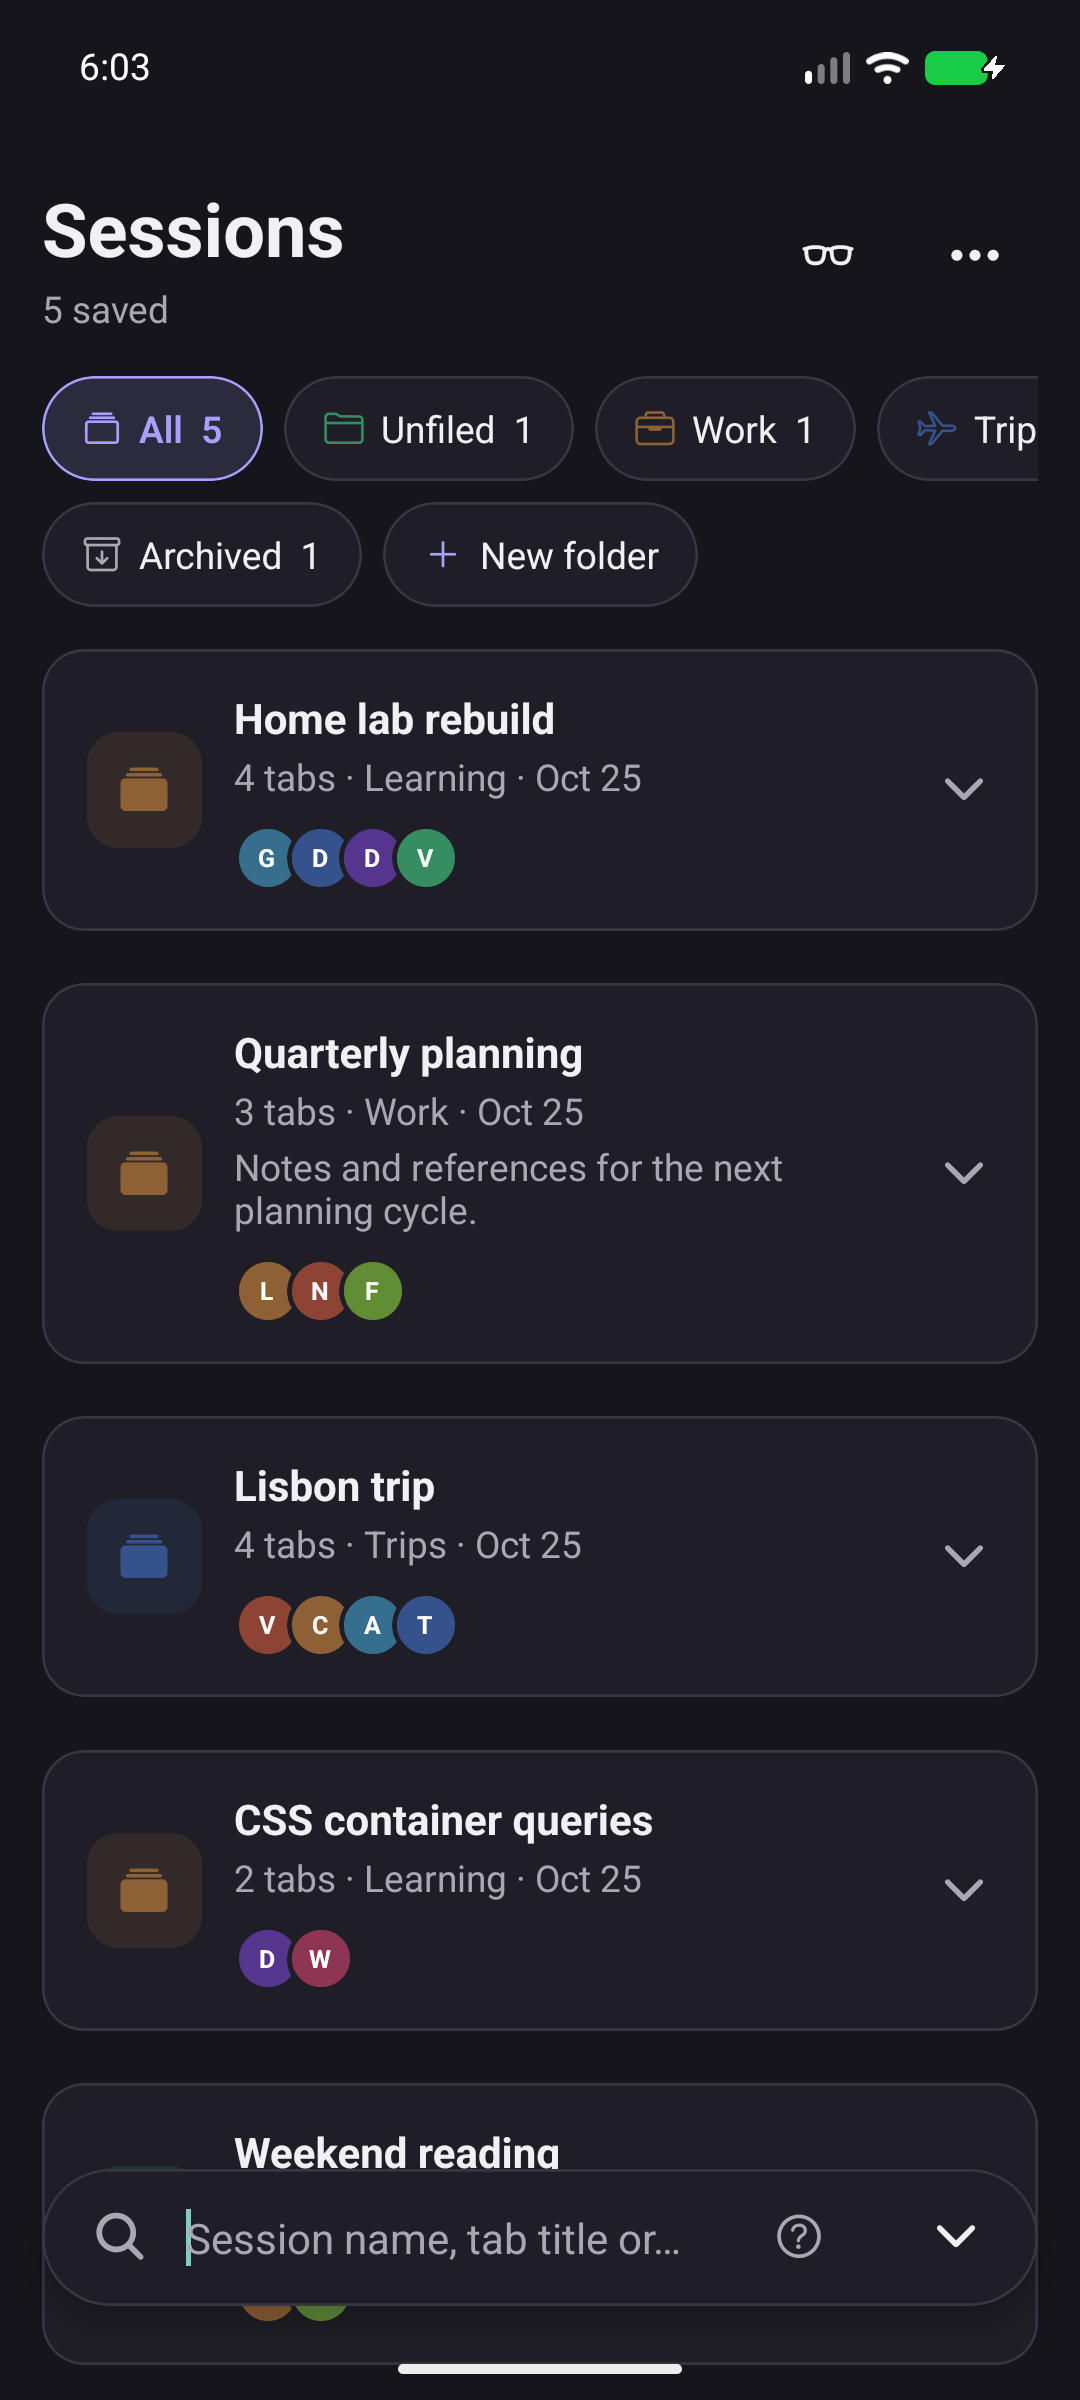 6:03
Sessions
5 saved
All 5
Unfiled 1
Work 1
Trip
Archived 1
New folder
Home lab rebuild
4 tabs · Learning · Oct 25
G D D V
Quarterly planning
3 tabs · Work · Oct 25
Notes and references for the next
planning cycle.
L N F
Lisbon trip
4 tabs · Trips · Oct 25
V C A T
CSS container queries
2 tabs · Learning · Oct 25
D W
Weekend reading
Session name, tab title or…